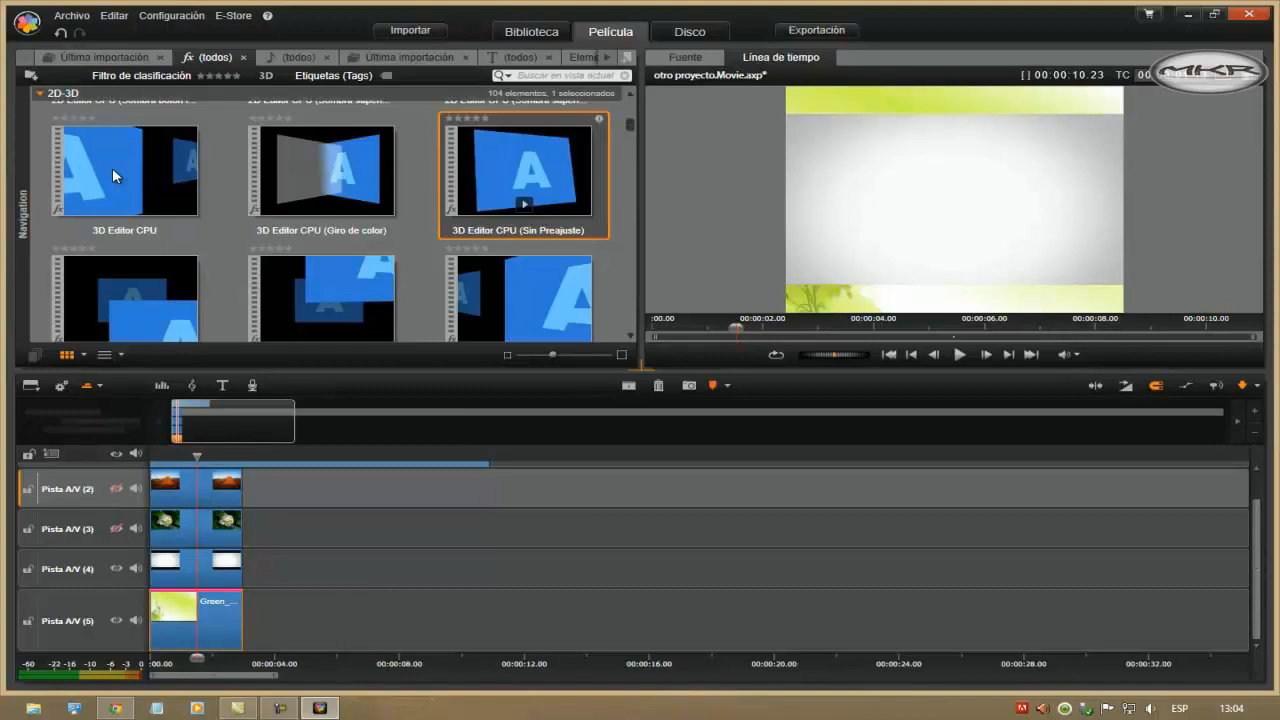 Archivo Editar Configuración E-Store ?
Importar Biblioteca Película Disco Exportación
Última importación × fx (todos) × (todos) × Última importación × T (todos) × Eleme
Fuente Línea de tiempo
Filtro de clasificación 3D Etiquetas (Tags) Buscar en vista actual
otro proyecto.Movie.axp* [ ] 00:00:10.23 TC
MKR
2D-3D 104 elementos, 1 seleccionados
3D Editor CPU 3D Editor CPU (Giro de color) 3D Editor CPU (Sin Preajuste)
:00.00 00:00:02.00 00:00:04.00 00:00:06.00 00:00:08.00 00:00:10.00
Navigation
Pista A/V (2)
Pista A/V (3)
Pista A/V (4)
Green_...
Pista A/V (5)
-60 -22 -16 -10 -6 -3 0 :00.00 00:00:04.00 00:00:08.00 00:00:12.00 00:00:16.00 00:00:20.00 00:00:24.00 00:00:28.00 00:00:32.00
ESP 13:04